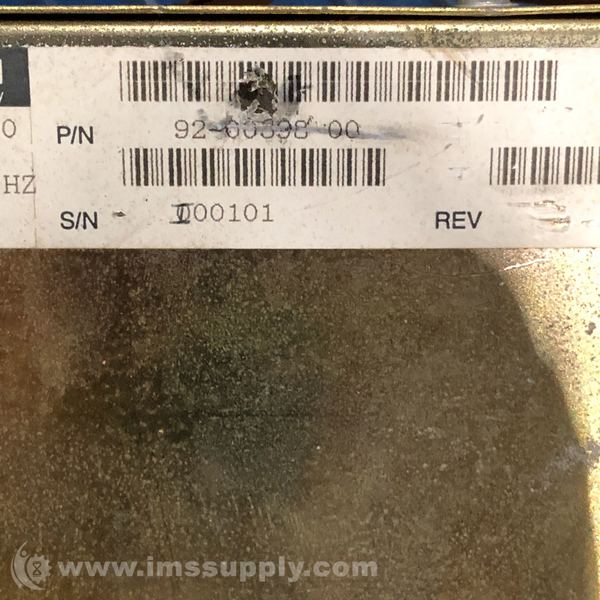 0 P/N 92-00398-00
HZ
S/N 000101 REV
www.imssupply.com